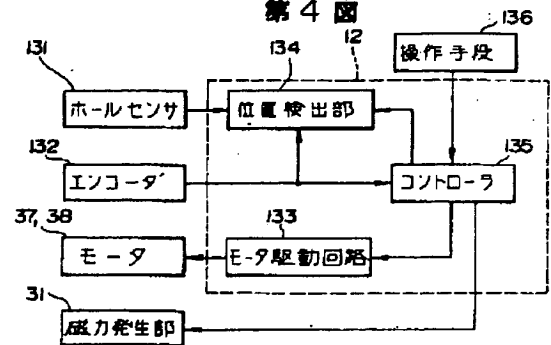 第4図
136
12
131
134
操作手段
ホールセンサ
位置検出部
132
135
エンコーダ
コントローラ
37,38
133
モータ
モータ駆動回路
31
磁力発生部